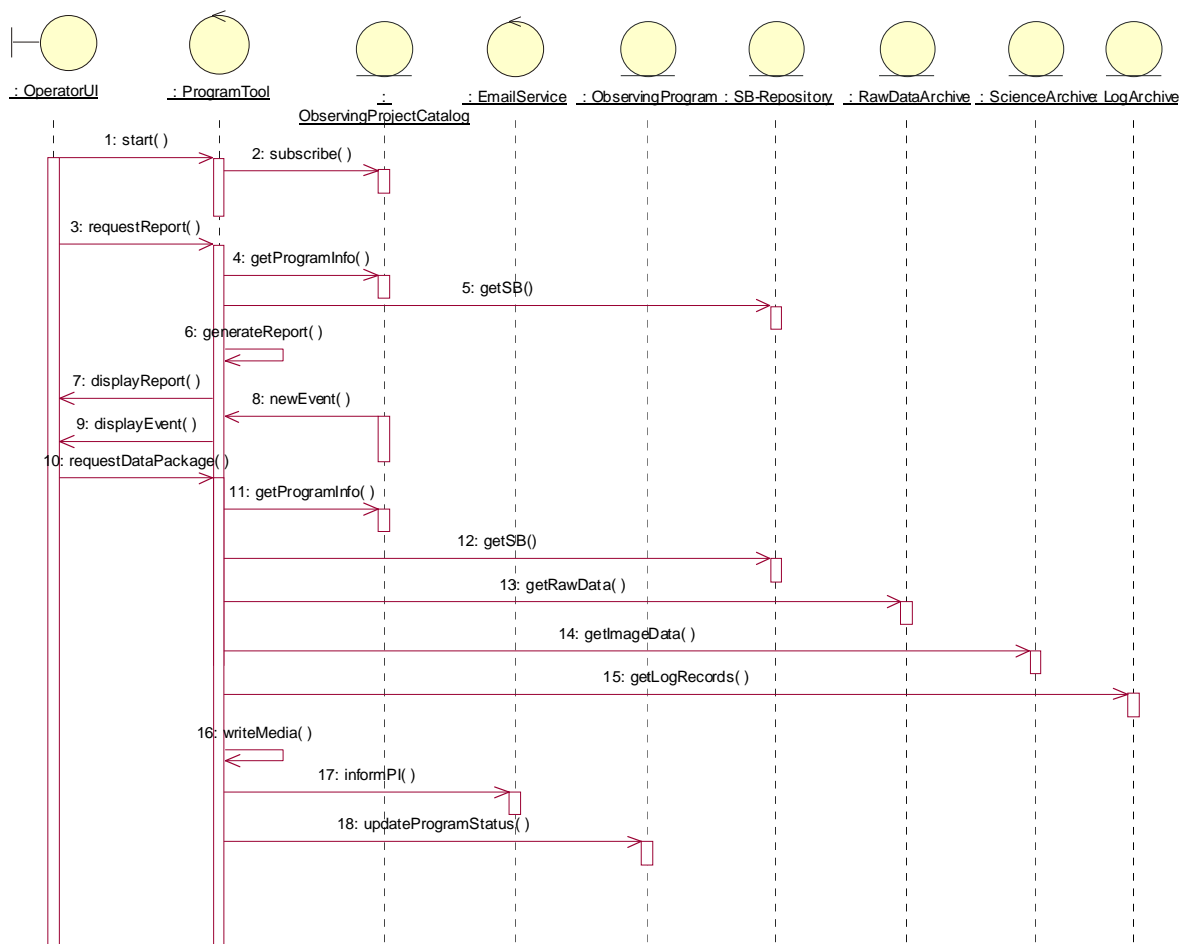 : OperatorUI
: ProgramTool
:
ObservingProjectCatalog
: EmailService
: ObservingProgram
: SB-Repository
: RawDataArchive
: ScienceArchive
: LogArchive
1: start( )
2: subscribe( )
3: requestReport( )
4: getProgramInfo( )
5: getSB()
6: generateReport( )
7: displayReport( )
8: newEvent( )
9: displayEvent( )
10: requestDataPackage( )
11: getProgramInfo( )
12: getSB()
13: getRawData( )
14: getImageData( )
15: getLogRecords( )
16: writeMedia( )
17: informPI( )
18: updateProgramStatus( )